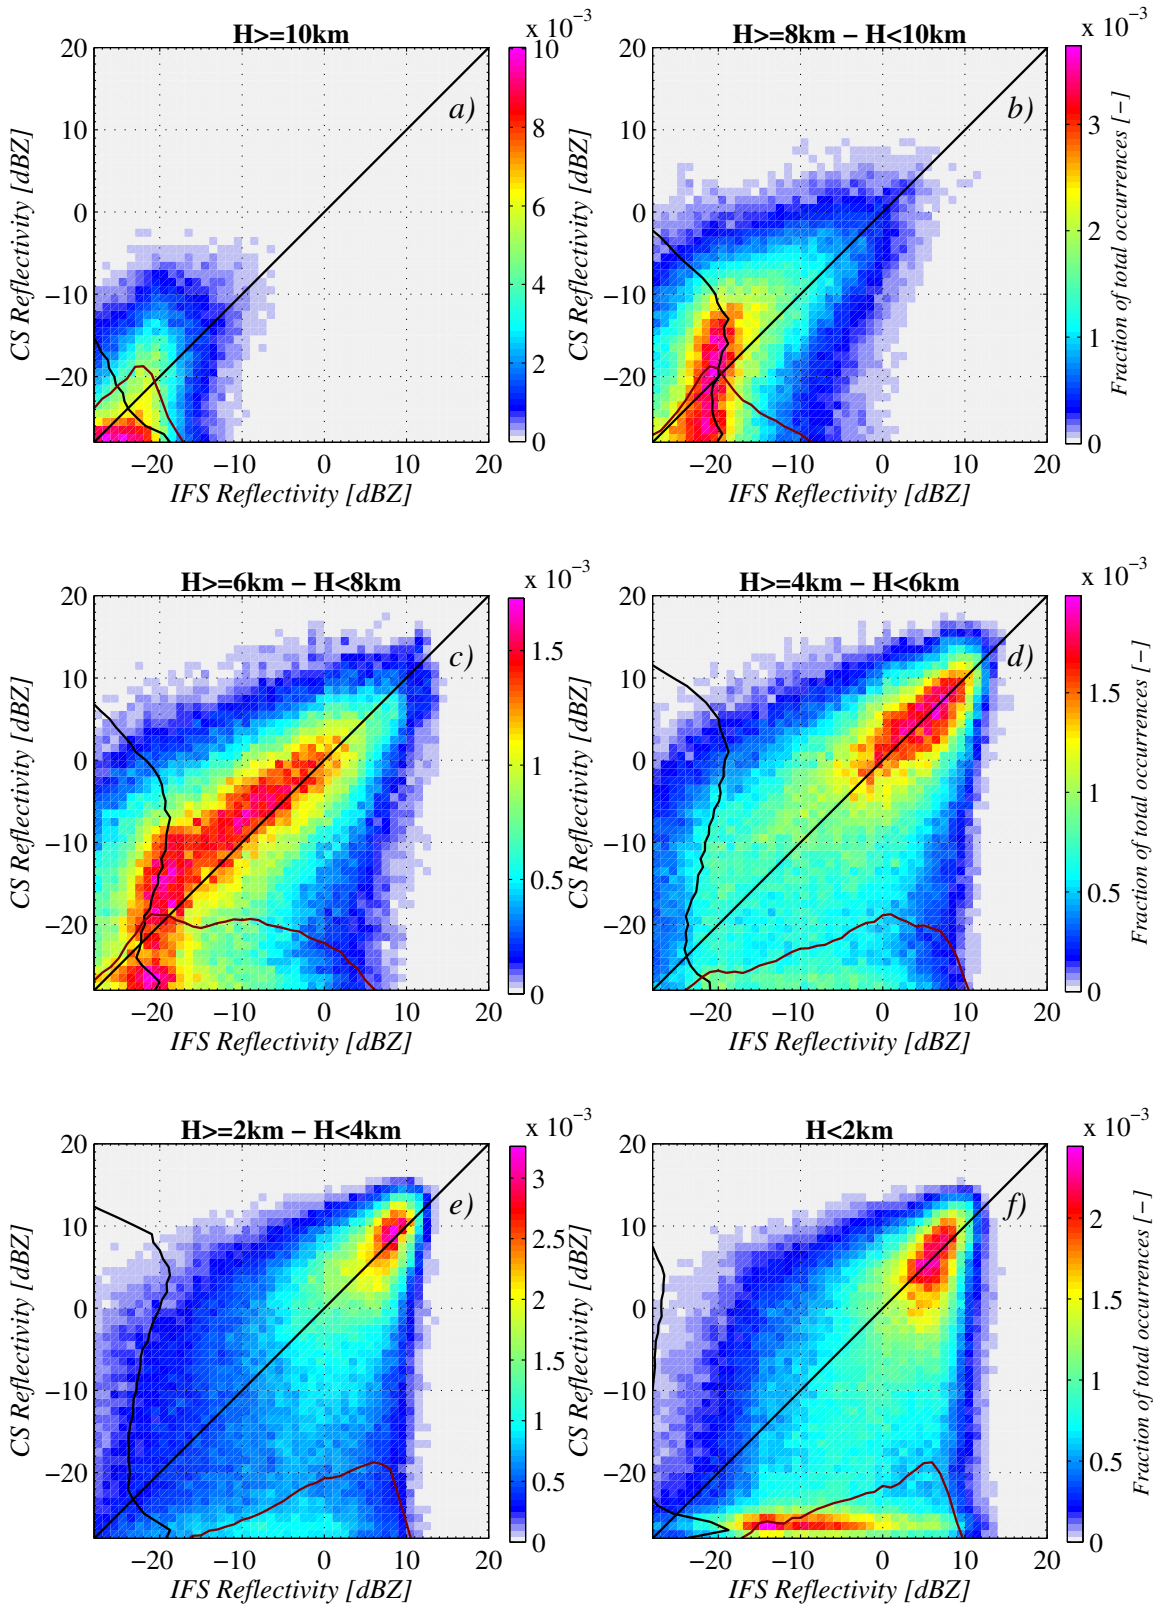 H>=10km
x 10⁻³
a)
CS Reflectivity [dBZ]
20
10
0
−10
−20
−20
−10
0
10
20
IFS Reflectivity [dBZ]
10
8
6
4
2
0
H>=8km − H<10km
x 10⁻³
b)
CS Reflectivity [dBZ]
20
10
0
−10
−20
−20
−10
0
10
20
IFS Reflectivity [dBZ]
3
2
1
0
Fraction of total occurrences [−]
H>=6km − H<8km
x 10⁻³
c)
CS Reflectivity [dBZ]
20
10
0
−10
−20
−20
−10
0
10
20
IFS Reflectivity [dBZ]
1.5
1
0.5
0
H>=4km − H<6km
x 10⁻³
d)
CS Reflectivity [dBZ]
20
10
0
−10
−20
−20
−10
0
10
20
IFS Reflectivity [dBZ]
1.5
1
0.5
0
Fraction of total occurrences [−]
H>=2km − H<4km
x 10⁻³
e)
CS Reflectivity [dBZ]
20
10
0
−10
−20
−20
−10
0
10
20
IFS Reflectivity [dBZ]
3
2.5
2
1.5
1
0.5
0
H<2km
x 10⁻³
f)
CS Reflectivity [dBZ]
20
10
0
−10
−20
−20
−10
0
10
20
IFS Reflectivity [dBZ]
2
1.5
1
0.5
0
Fraction of total occurrences [−]